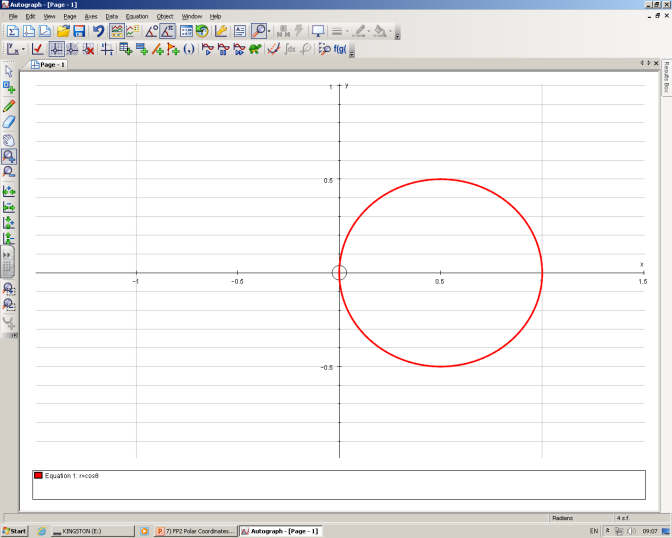 Autograph - [Page - 1]
File Edit View Page Axes Data Equation Object Window Help
Page - 1
Results Box
1 y
0.5
x
-1 -0.5 0.5 1.5
-0.5
Equation 1: r=cosθ
Radians 4 s.f.
Start KINGSTON (E:) 7) FP2 Polar Coordinates... Autograph - [Page - 1] EN 09:07